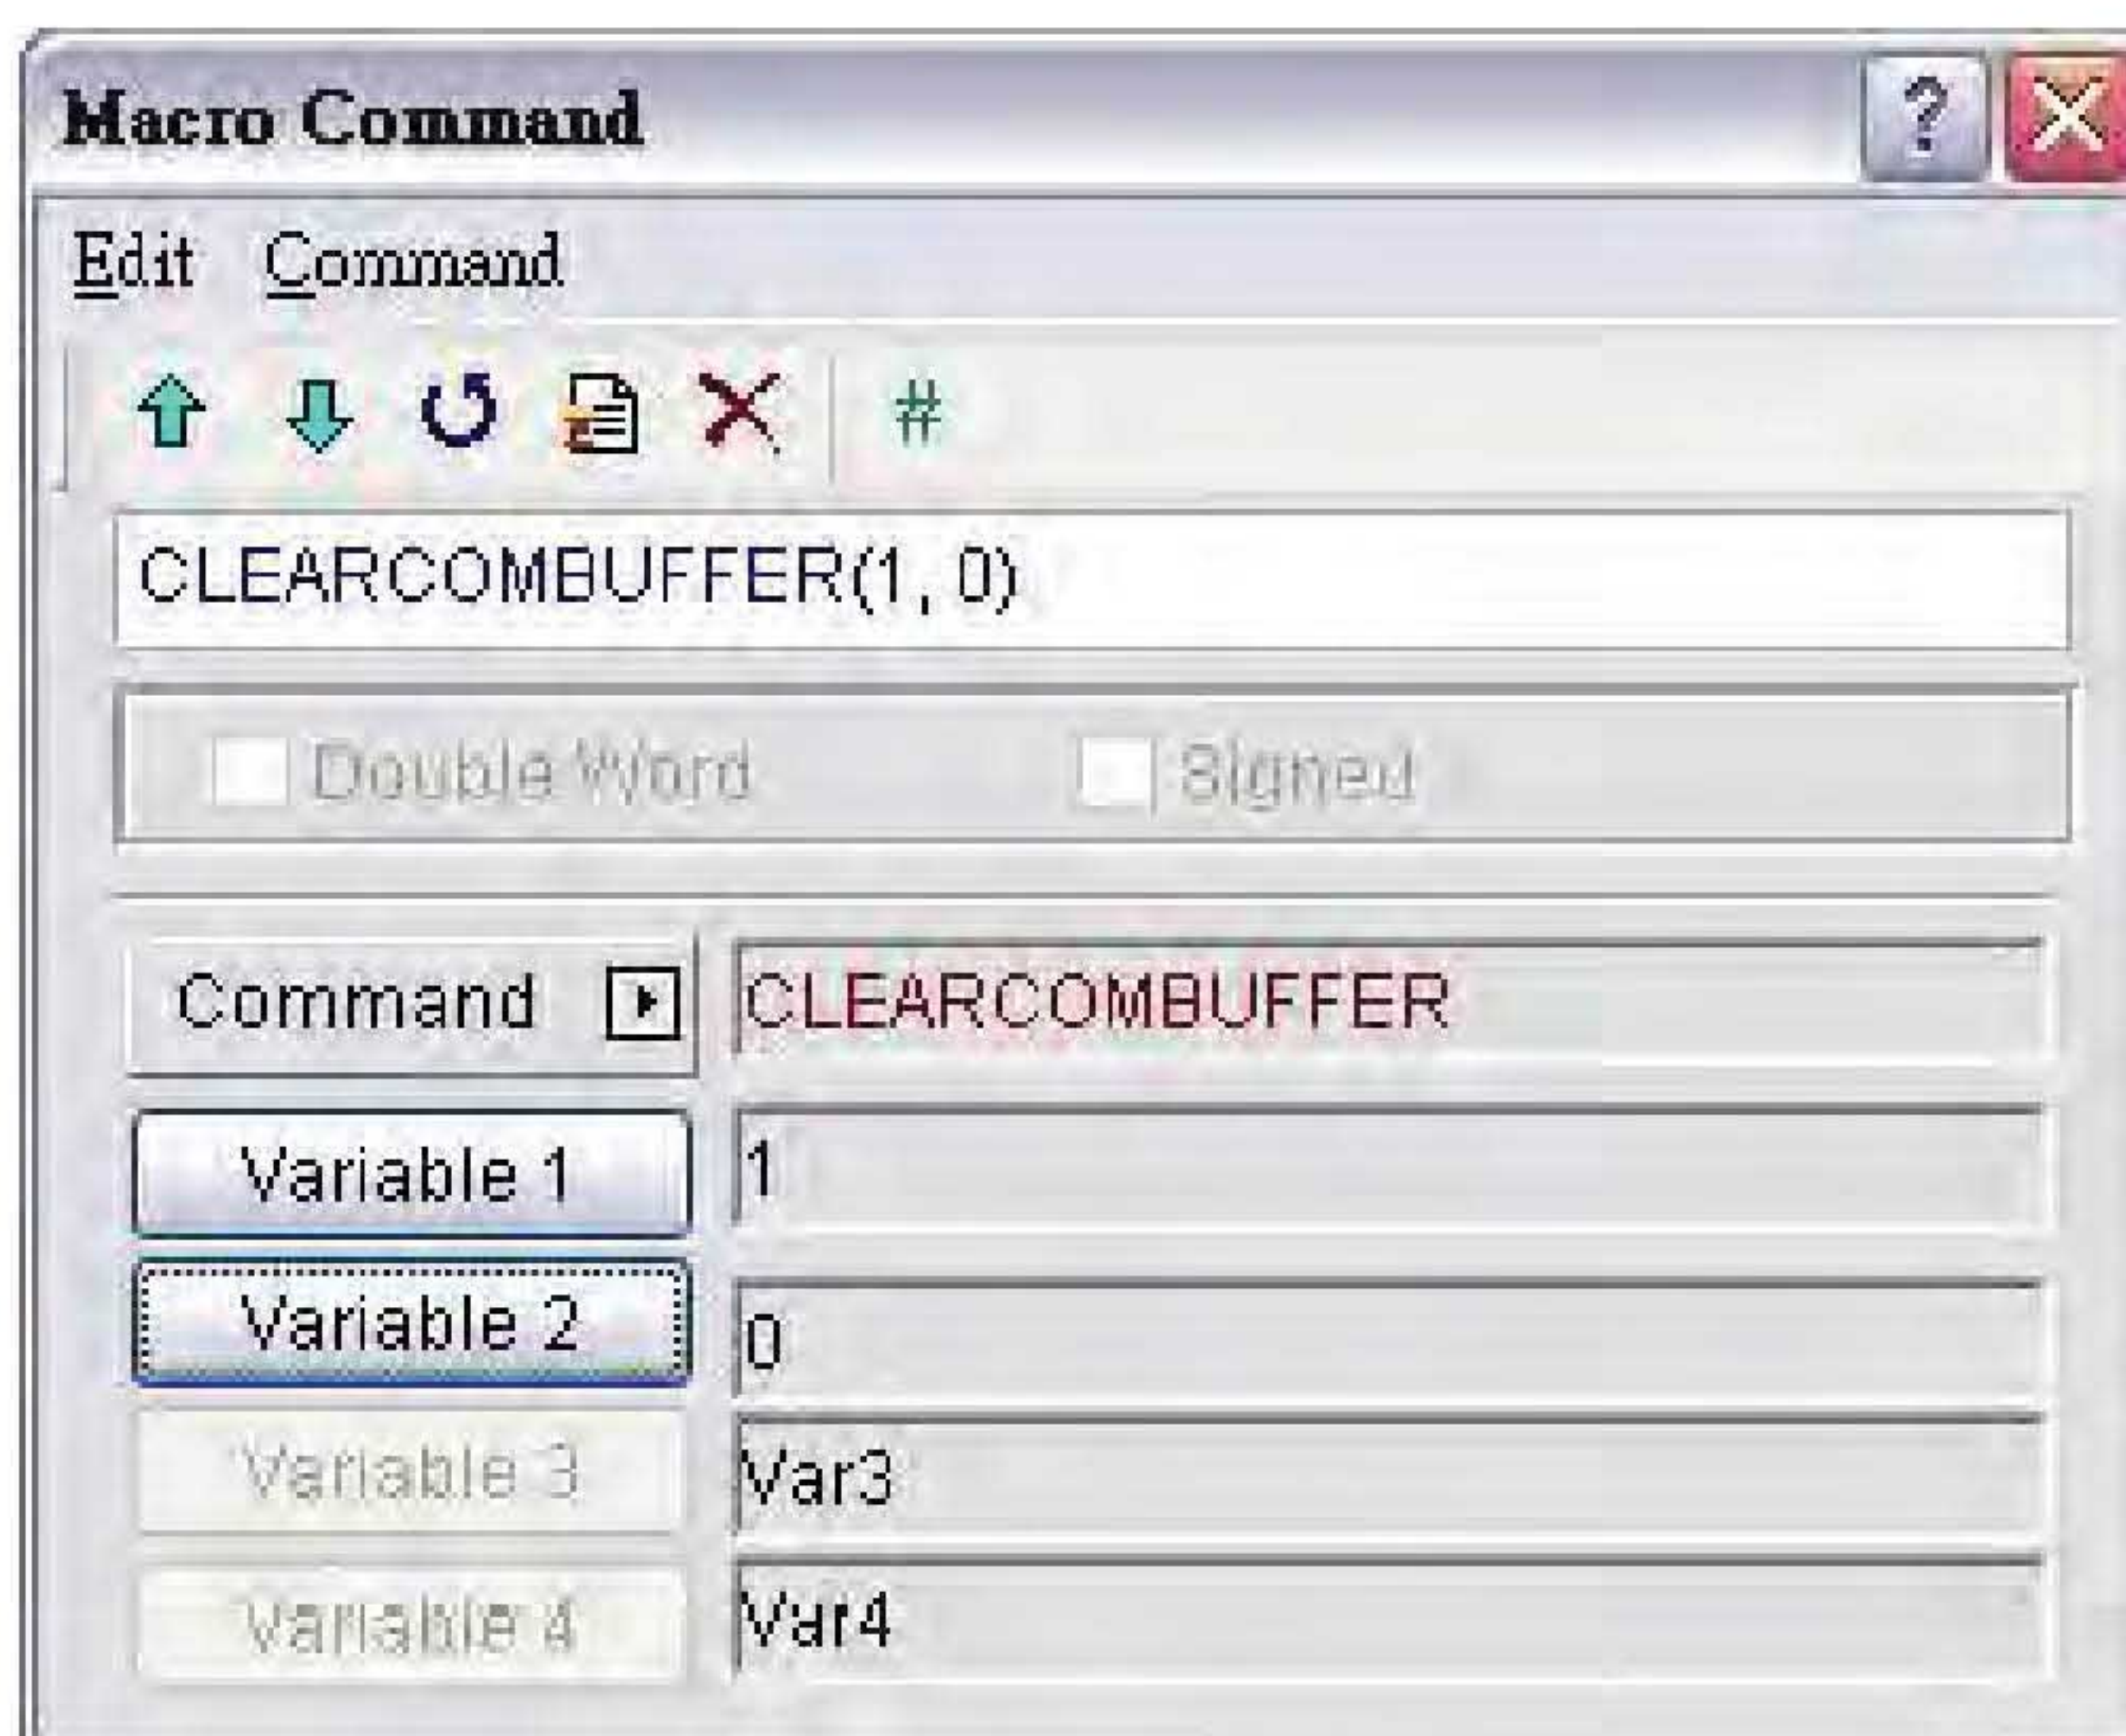 Macro Command
?
Edit Command
#
CLEARCOMBUFFER(1, 0)
Double Word Signed
Command CLEARCOMBUFFER
Variable 1 1
Variable 2 0
Variable 3 Var3
Variable 4 Var4